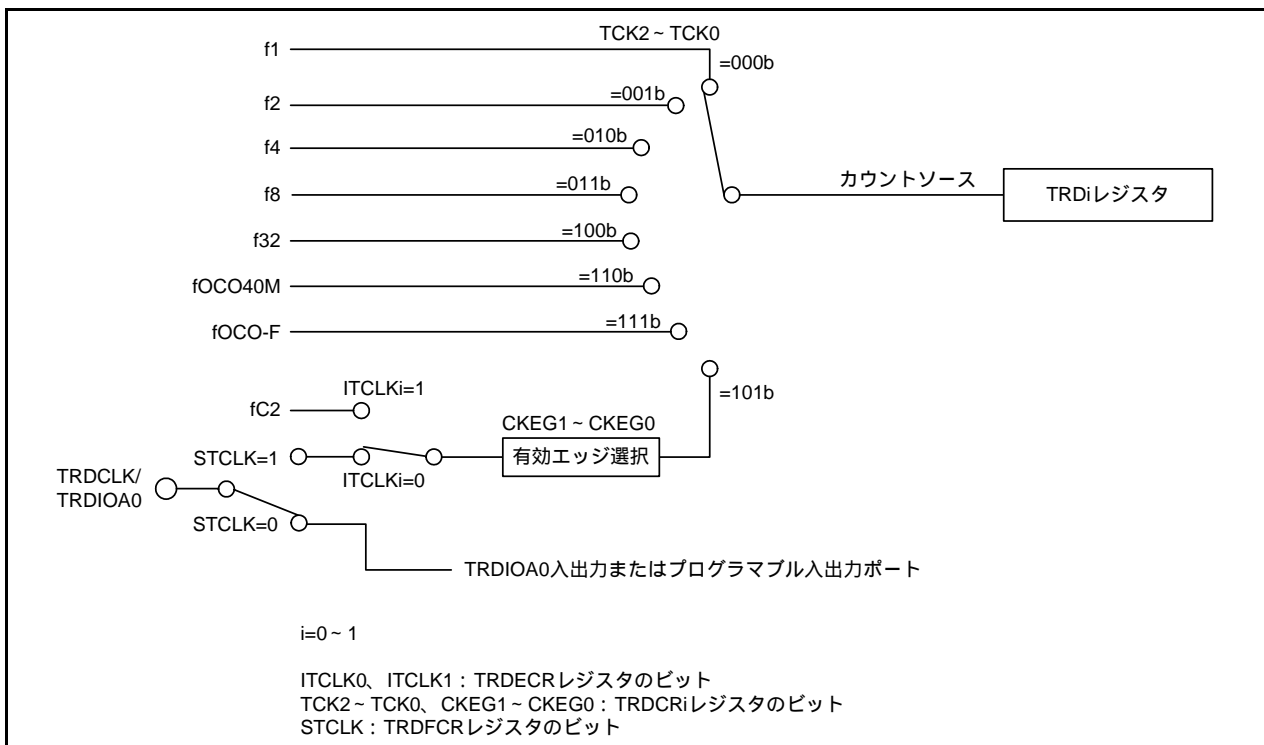 TCK2～TCK0
f1
=000b
f2
=001b
f4
=010b
f8
=011b
カウントソース
TRDiレジスタ
f32
=100b
fOCO40M
=110b
fOCO-F
=111b
=101b
ITCLKi=1
fC2
CKEG1～CKEG0
有効エッジ選択
STCLK=1
ITCLKi=0
TRDCLK/
TRDIOA0
STCLK=0
TRDIOA0入出力またはプログラマブル入出力ポート
i=0～1
ITCLK0、ITCLK1：TRDECRレジスタのビット
TCK2～TCK0、CKEG1～CKEG0：TRDCRiレジスタのビット
STCLK：TRDFCRレジスタのビット